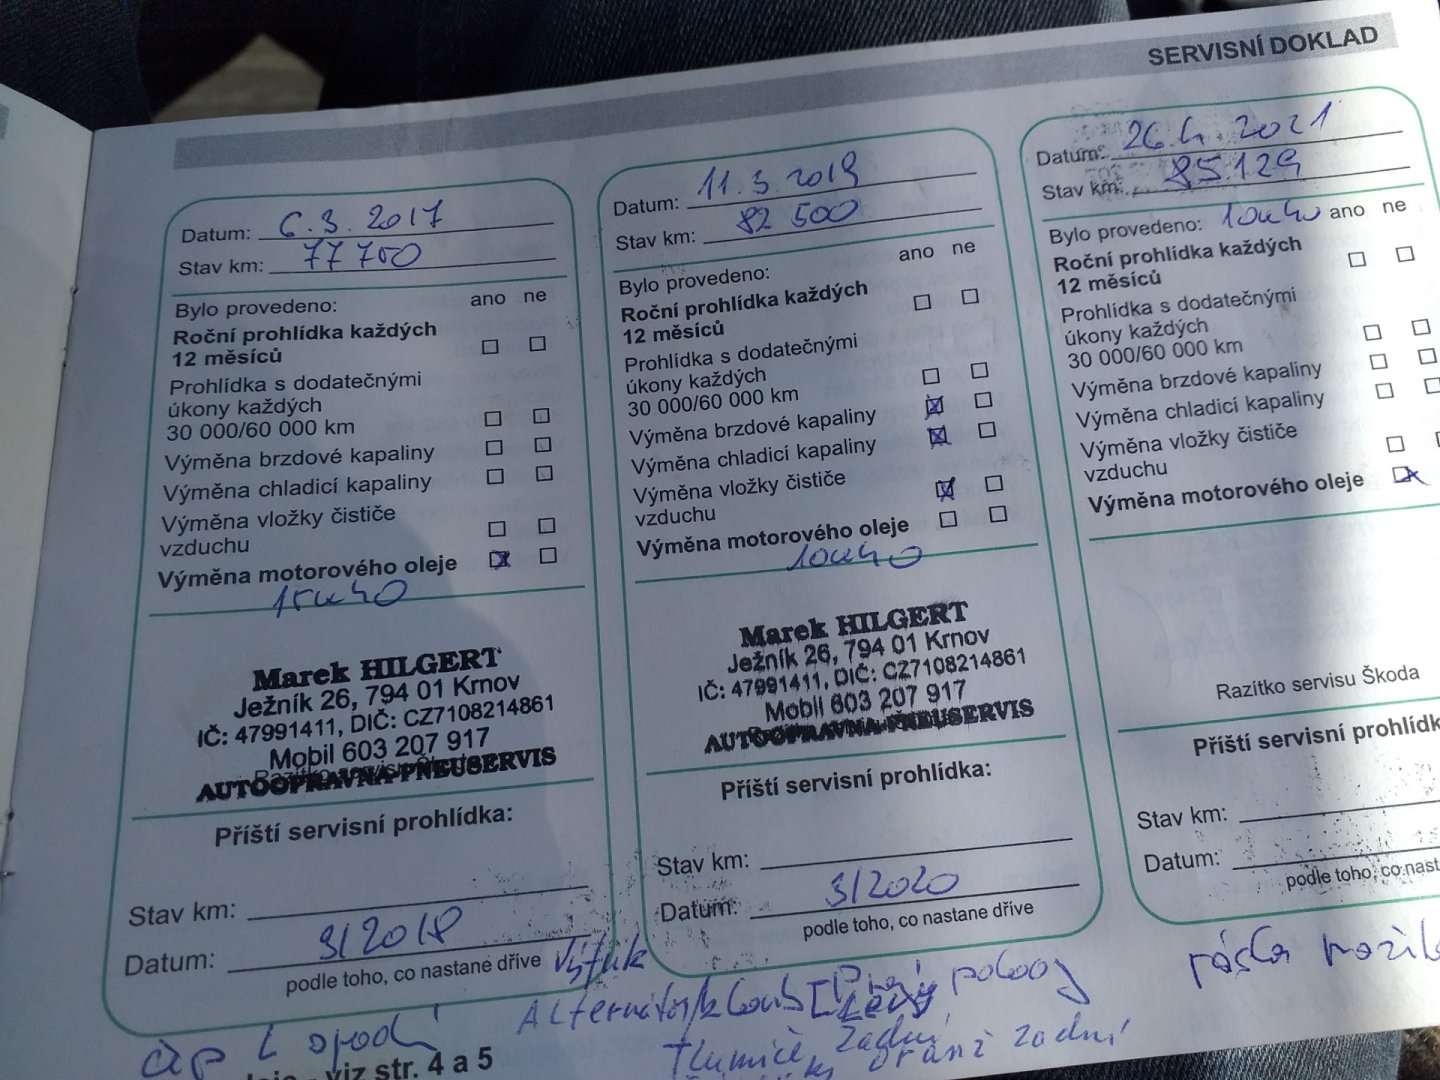 SERVISNÍ DOKLAD
Datum: 6.3.2017
Stav km: 77700
Bylo provedeno: ano ne
Roční prohlídka každých
12 měsíců
Prohlídka s dodatečnými
úkony každých
30 000/60 000 km
Výměna brzdové kapaliny
Výměna chladicí kapaliny
Výměna vložky čističe
vzduchu
Výměna motorového oleje
Marek HILGERT
Ježník 26, 794 01 Krnov
IČ: 47991411, DIČ: CZ7108214861
Mobil 603 207 917
AUTOOPRAVNA-PNEUSERVIS
Příští servisní prohlídka:
Stav km:
Datum: 3/2018
podle toho, co nastane dříve
Datum: 11.3.2019
Stav km: 82 500
Bylo provedeno: ano ne
Roční prohlídka každých
12 měsíců
Prohlídka s dodatečnými
úkony každých
30 000/60 000 km
Výměna brzdové kapaliny
Výměna chladicí kapaliny
Výměna vložky čističe
vzduchu
Výměna motorového oleje
10W40
Marek HILGERT
Ježník 26, 794 01 Krnov
IČ: 47991411, DIČ: CZ7108214861
Mobil 603 207 917
AUTOOPRAVNA-PNEUSERVIS
Příští servisní prohlídka:
Stav km:
Datum: 3/2020
podle toho, co nastane dříve
Datum: 26.4.2021
Stav km: 85129
Bylo provedeno: 10W40 ano ne
Roční prohlídka každých
12 měsíců
Prohlídka s dodatečnými
úkony každých
30 000/60 000 km
Výměna brzdové kapaliny
Výměna chladicí kapaliny
Výměna vložky čističe
vzduchu
Výměna motorového oleje
Razítko servisu Škoda
Příští servisní prohlídk
Stav km:
Datum:
podle toho, co nast
Výfuk
Alternátor/kloub pravý
čep L spodní
Tlumiče zadní
zadní
viz str. 4 a 5